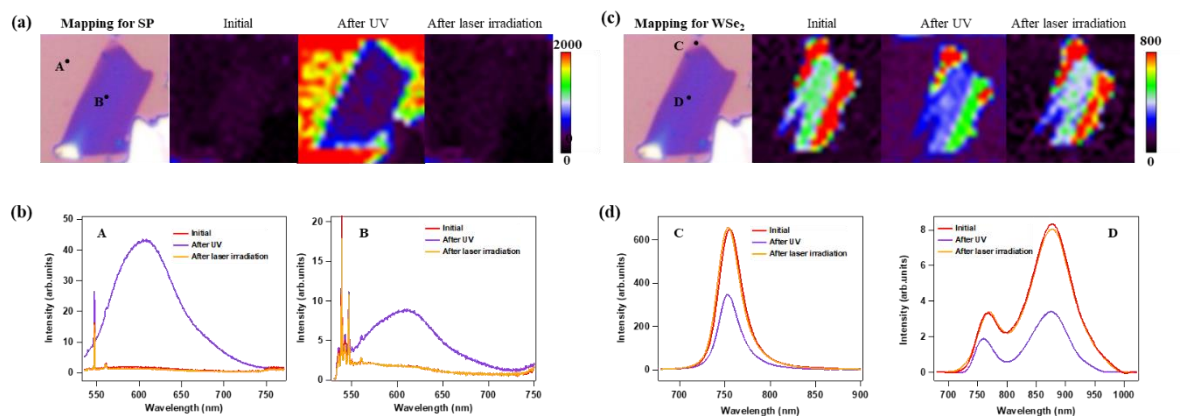 (a) Mapping for SP Initial After UV After laser irradiation
2000
0
A
B
(c) Mapping for WSe₂ Initial After UV After laser irradiation
800
0
C
D
(b)
A
Initial
After UV
After laser irradiation
50
40
30
20
10
0
Intensity (arb.units)
550 600 650 700 750
Wavelength (nm)
B
Initial
After UV
After laser irradiation
20
15
10
5
0
Intensity (arb.units)
550 600 650 700 750
Wavelength (nm)
(d)
C
Initial
After UV
After laser irradiation
600
400
200
0
Intensity (arb.units)
700 750 800 850 900
Wavelength (nm)
D
Initial
After UV
After laser irradiation
8
6
4
2
0
Intensity (arb.units)
700 750 800 850 900 950 1000
Wavelength (nm)